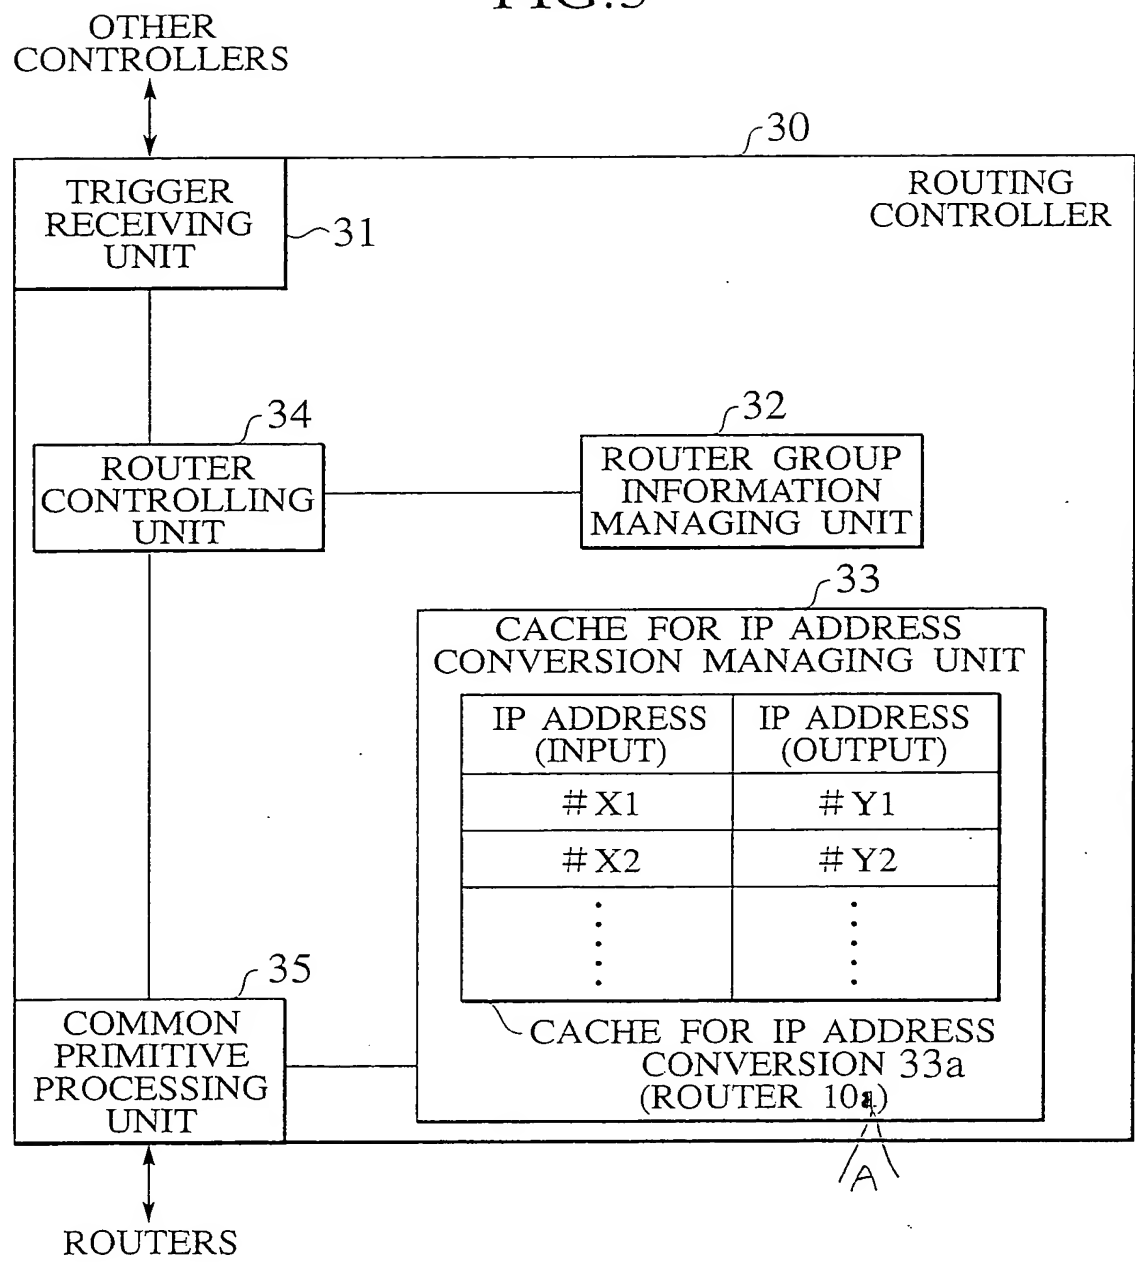 OTHER
CONTROLLERS
30
ROUTING
CONTROLLER
TRIGGER
RECEIVING
UNIT
31
34
ROUTER
CONTROLLING
UNIT
32
ROUTER GROUP
INFORMATION
MANAGING UNIT
33
CACHE FOR IP ADDRESS
CONVERSION MANAGING UNIT
IP ADDRESS
(INPUT)
IP ADDRESS
(OUTPUT)
#X1
#Y1
#X2
#Y2
CACHE FOR IP ADDRESS
CONVERSION 33a
(ROUTER 10a)
A
35
COMMON
PRIMITIVE
PROCESSING
UNIT
ROUTERS